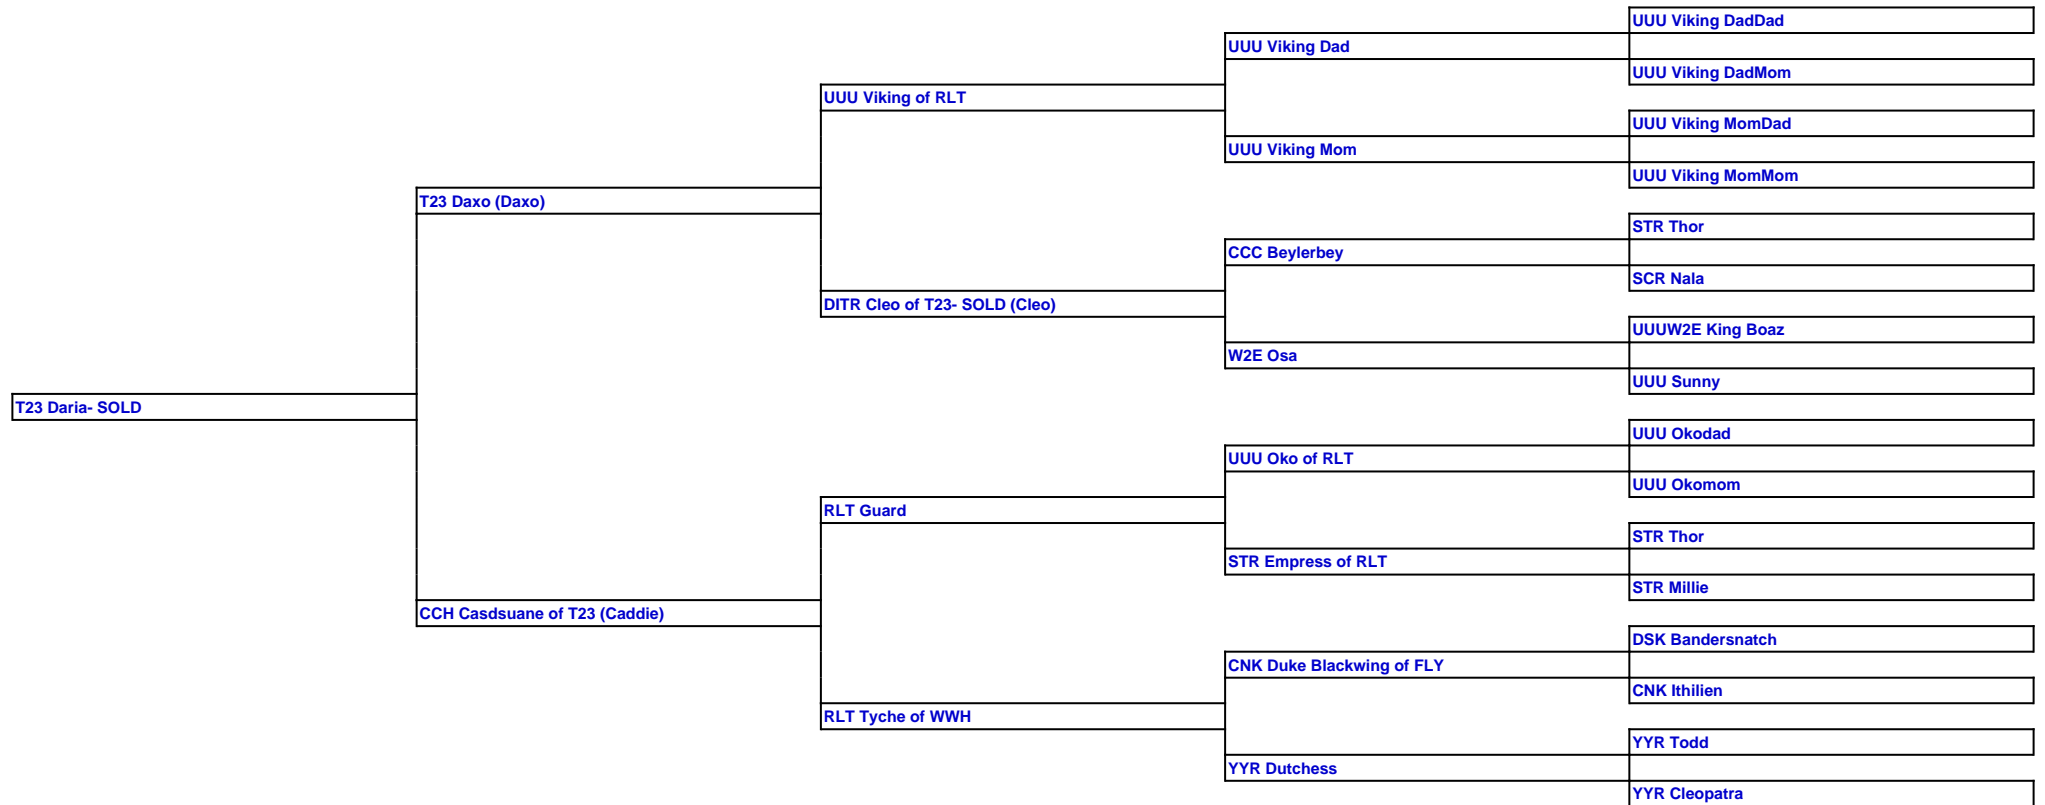 UUU Viking DadDad
UUU Viking Dad
UUU Viking DadMom
UUU Viking of RLT
UUU Viking MomDad
UUU Viking Mom
UUU Viking MomMom
T23 Daxo (Daxo)
STR Thor
CCC Beylerbey
SCR Nala
DITR Cleo of T23- SOLD (Cleo)
UUUW2E King Boaz
W2E Osa
UUU Sunny
T23 Daria- SOLD
UUU Okodad
UUU Oko of RLT
UUU Okomom
RLT Guard
STR Thor
STR Empress of RLT
STR Millie
CCH Casdsuane of T23 (Caddie)
DSK Bandersnatch
CNK Duke Blackwing of FLY
CNK Ithilien
RLT Tyche of WWH
YYR Todd
YYR Dutchess
YYR Cleopatra